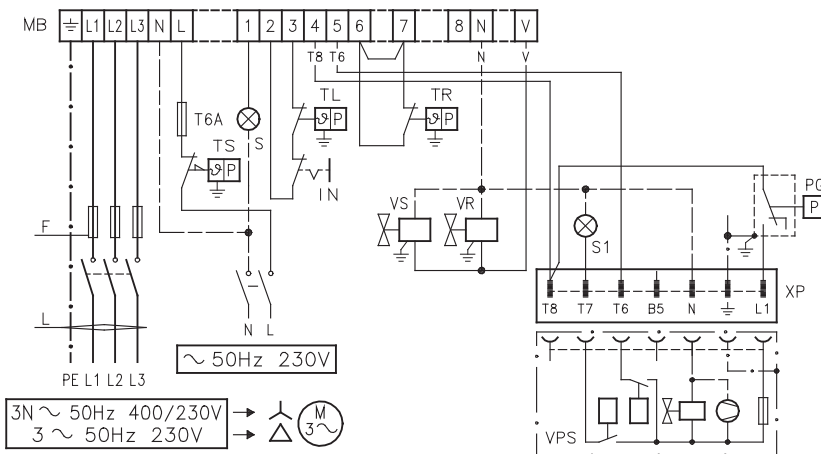 MB L1 L2 L3 N L 1 2 3 4 5 6 7 8 N V
T8 T6 N V
TL TR
T6A S
TS
ϑ P ϑ P
ϑ P
IN
VS VR
PG
P
F
S1
XP
T8 T7 T6 B5 N L1
L
N L
∼ 50Hz 230V
PE L1 L2 L3
3N ∼ 50Hz 400/230V
3 ∼ 50Hz 230V
M
3∼
VPS